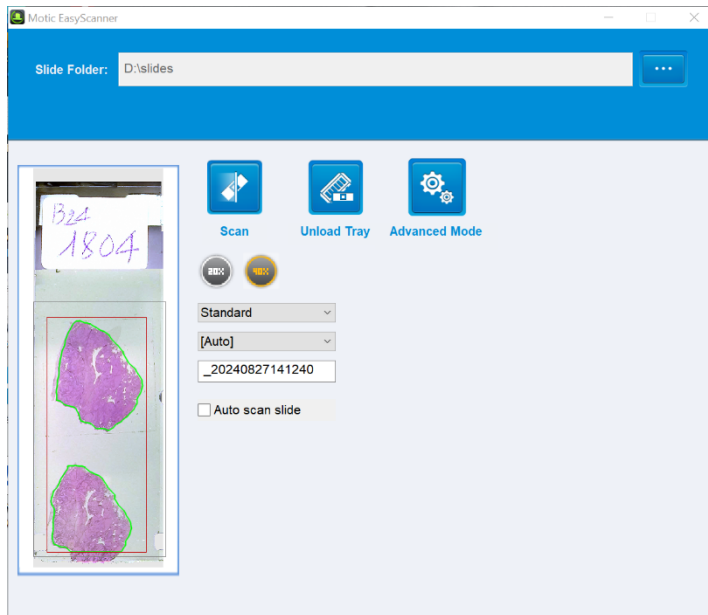 Motic EasyScanner
Slide Folder:
D:\slides
...
B24
1804
Scan
Unload Tray
Advanced Mode
20X
40X
Standard
[Auto]
_20240827141240
Auto scan slide